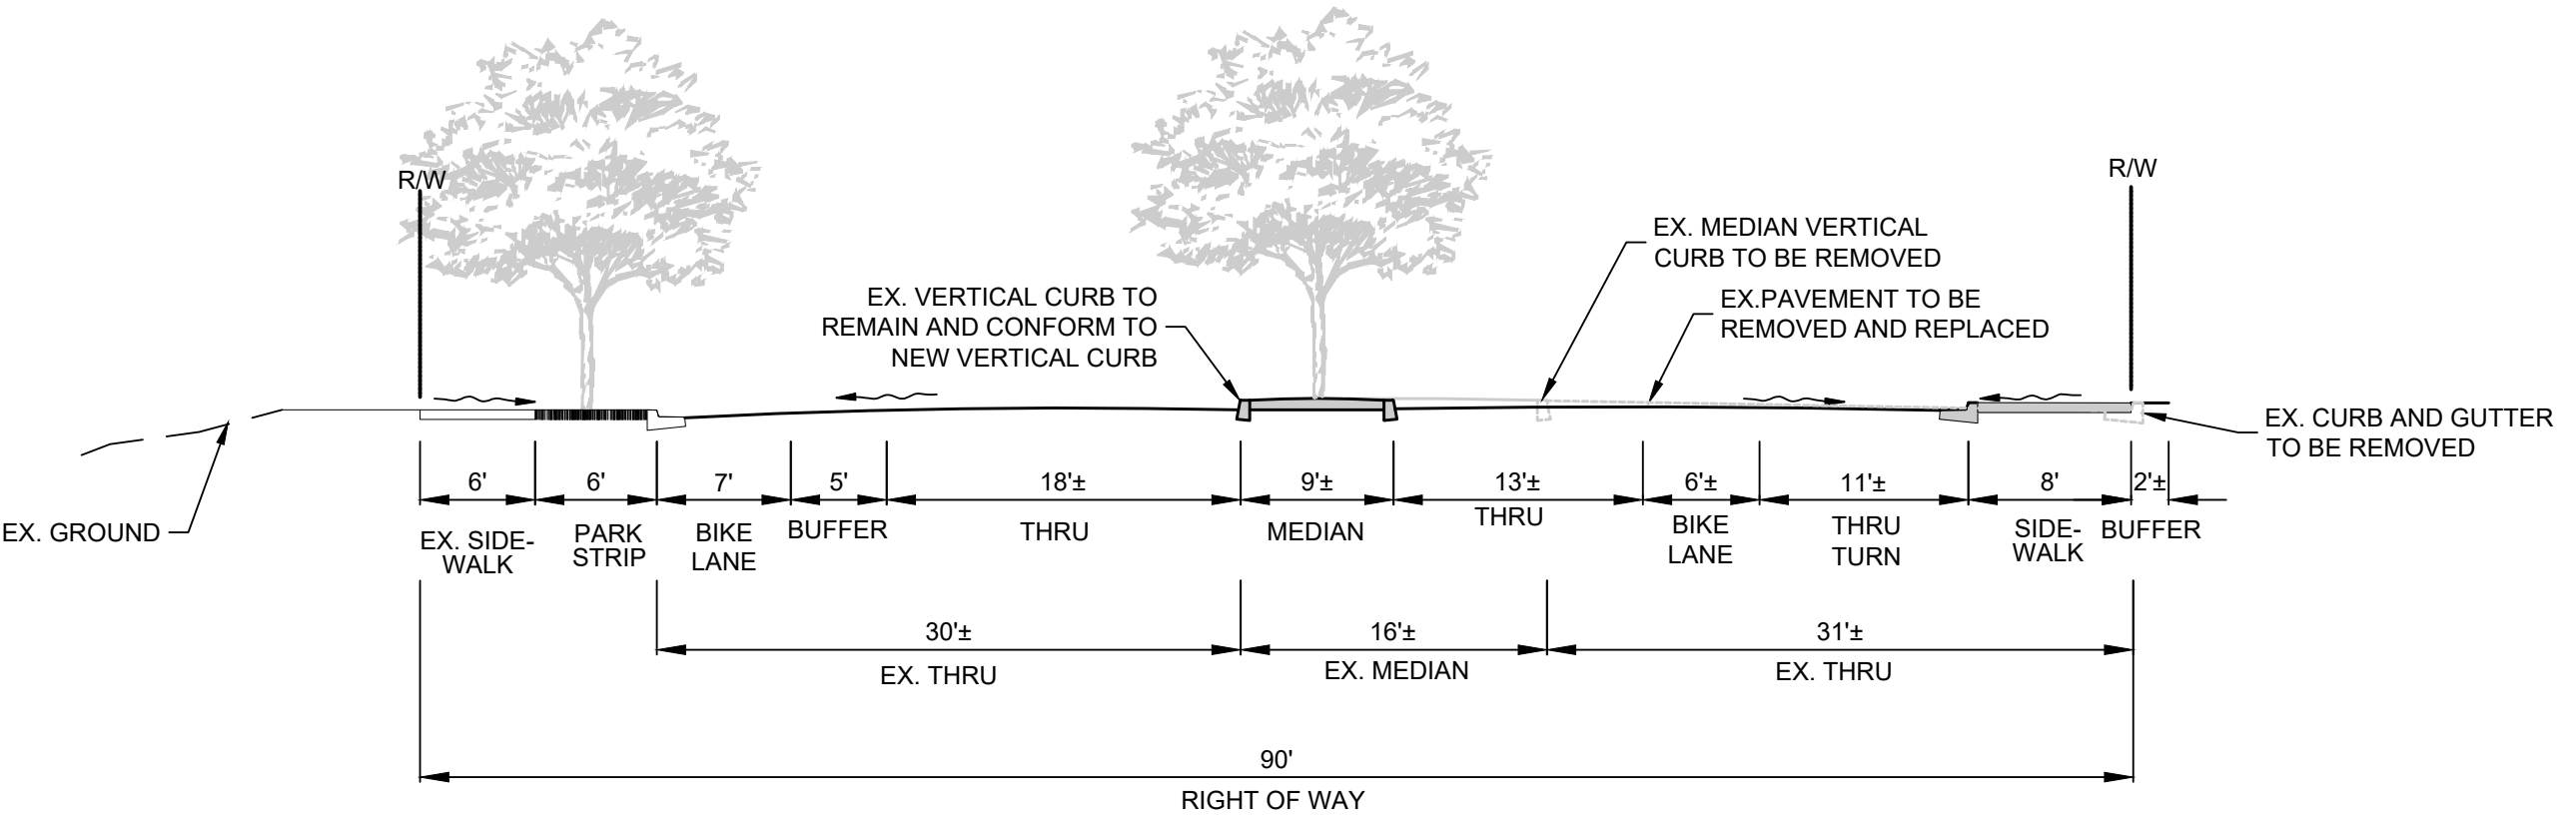 R/W
R/W
EX. MEDIAN VERTICAL
CURB TO BE REMOVED
EX. VERTICAL CURB TO
REMAIN AND CONFORM TO
NEW VERTICAL CURB
EX.PAVEMENT TO BE
REMOVED AND REPLACED
EX. CURB AND GUTTER
TO BE REMOVED
EX. GROUND
6'
6'
7'
5'
18'±
9'±
13'±
6'±
11'±
8'
2'±
EX. SIDE-
WALK
PARK
STRIP
BIKE
LANE
BUFFER
THRU
MEDIAN
THRU
BIKE
LANE
THRU
TURN
SIDE-
WALK
BUFFER
30'±
EX. THRU
16'±
EX. MEDIAN
31'±
EX. THRU
90'
RIGHT OF WAY